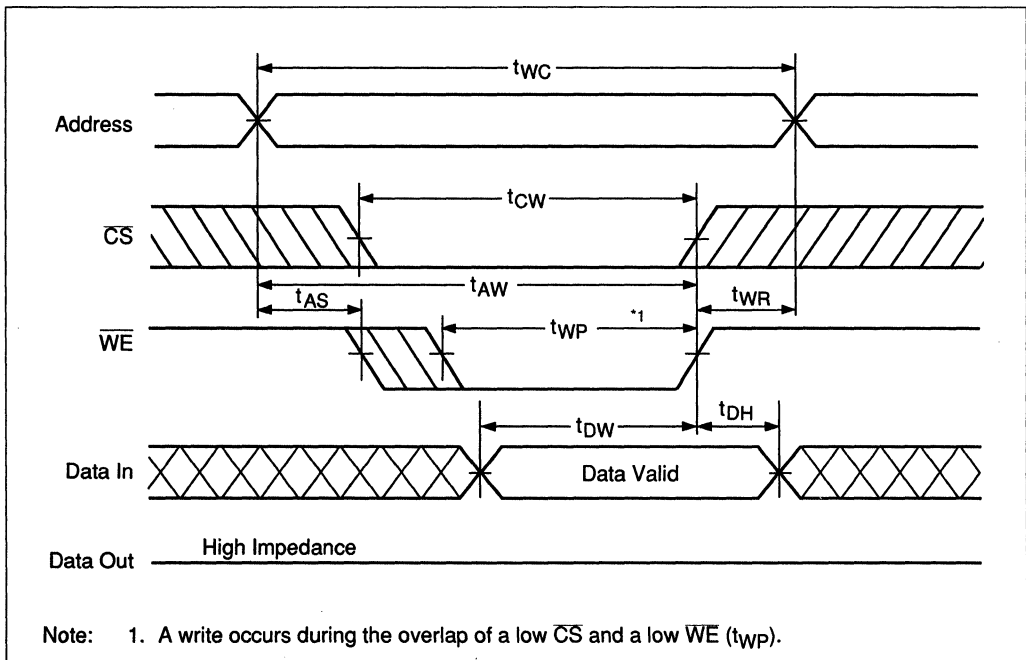 tWC
Address
tCW
CS
tAW
tAS
tWR
tWP *1
WE
tDW
tDH
Data In
Data Valid
High Impedance
Data Out
Note: 1. A write occurs during the overlap of a low CS and a low WE (tWP).